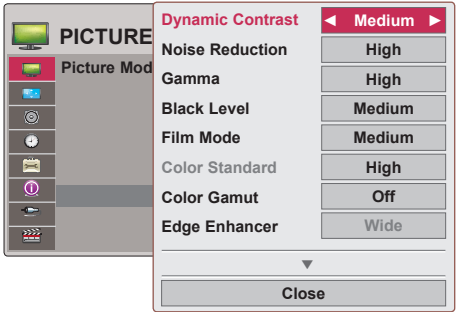 PICTURE
Picture Mod
Dynamic Contrast ◄ Medium ►
Noise Reduction High
Gamma High
Black Level Medium
Film Mode Medium
Color Standard High
Color Gamut Off
Edge Enhancer Wide
▼
Close